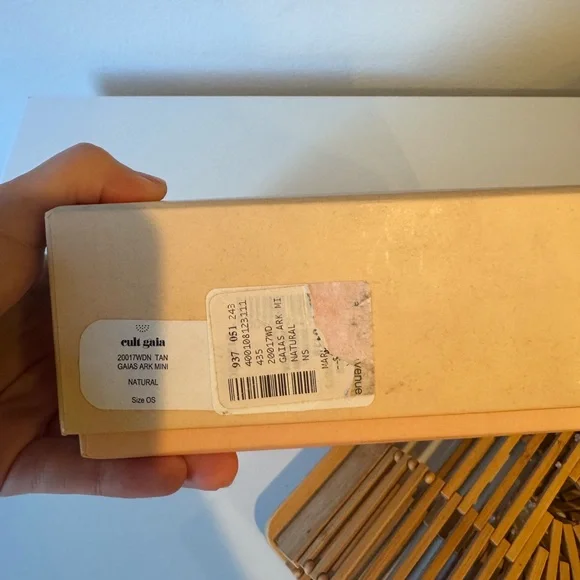 cult gaia
20017WDN TAN
GAIAS ARK MINI
NATURAL
Size OS
937 051 243
400108123111
435
20017WD
GAIAS ARK MI
NATURAL
NS
venue